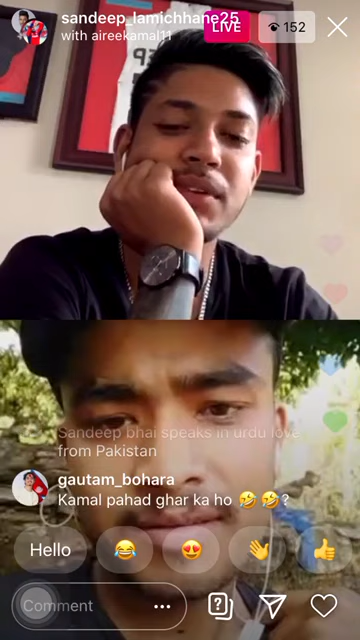 sandeep_lamichhane25
LIVE
152
with aireekamal11
Sandeep bhai speaks in urdu love
from Pakistan
gautam_bohara
Kamal pahad ghar ka ho 🤣🤣?
Hello
Comment